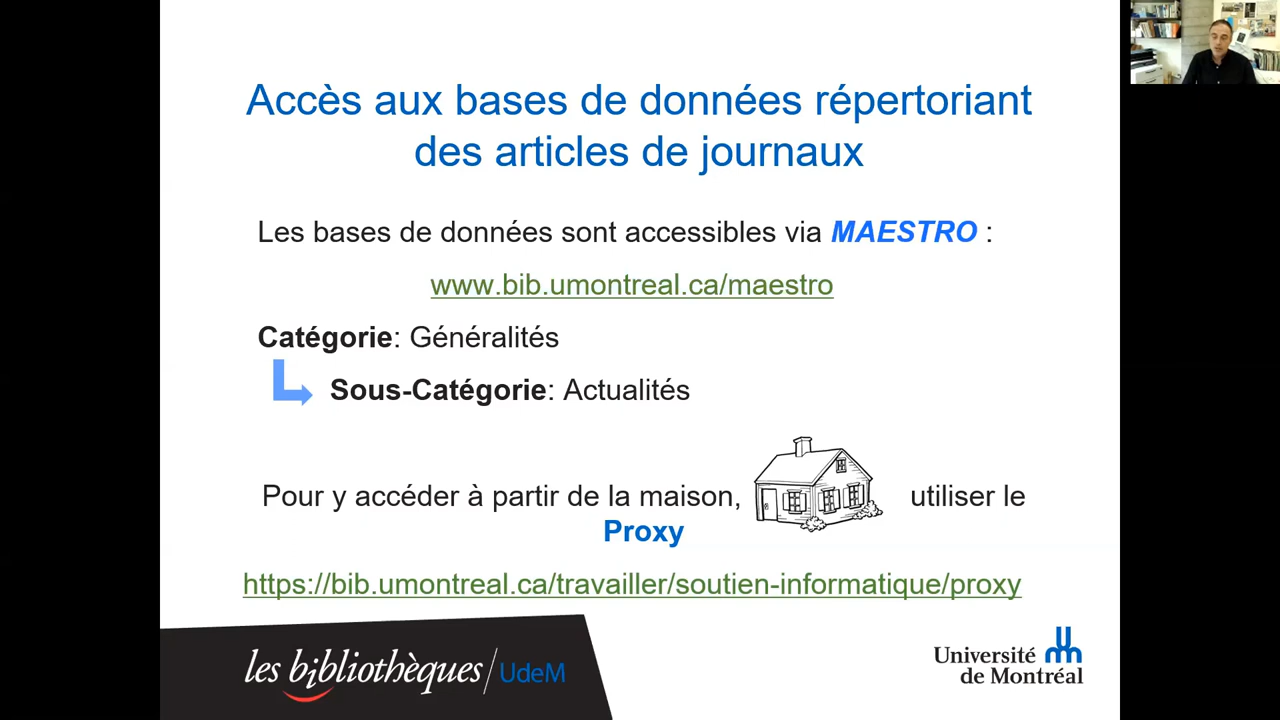 Accès aux bases de données répertoriant
des articles de journaux
Les bases de données sont accessibles via MAESTRO :
www.bib.umontreal.ca/maestro
Catégorie: Généralités
Sous-Catégorie: Actualités
Pour y accéder à partir de la maison, utiliser le
Proxy
https://bib.umontreal.ca/travailler/soutien-informatique/proxy
les bibliothèques/UdeM
Université
de Montréal